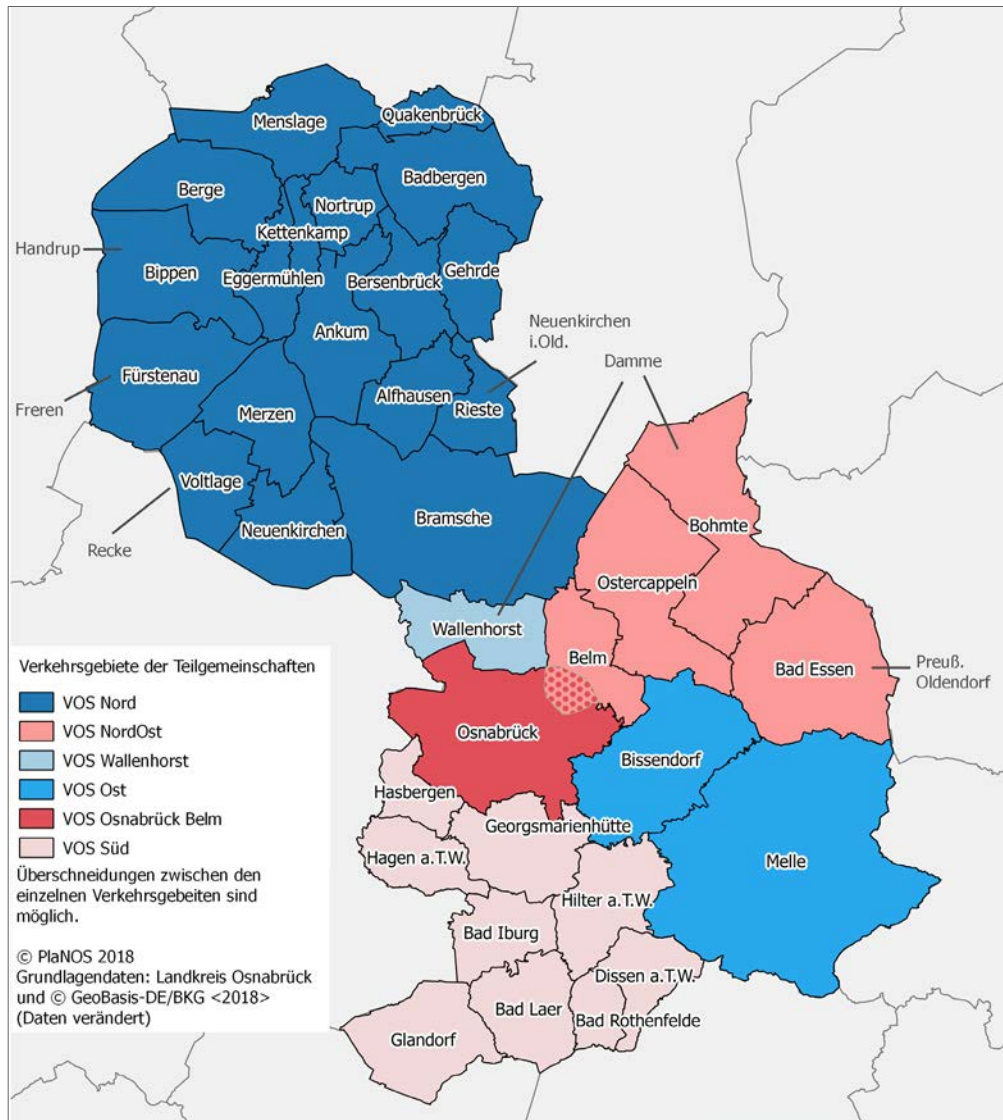 Menslage
Quakenbrück
Badbergen
Berge
Nortrup
Kettenkamp
Handrup
Bippen
Eggermühlen
Bersenbrück
Gehrde
Ankum
Neuenkirchen
i.Old.
Damme
Fürstenau
Alfhausen
Rieste
Freren
Merzen
Voltlage
Bramsche
Neuenkirchen
Bohmte
Recke
Ostercappeln
Wallenhorst
Belm
Bad Essen
Preuß.
Oldendorf
Osnabrück
Bissendorf
Hasbergen
Georgsmarienhütte
Hagen a.T.W.
Melle
Hilter a.T.W.
Bad Iburg
Dissen a.T.W.
Bad Laer
Bad Rothenfelde
Glandorf
Verkehrsgebiete der Teilgemeinschaften
VOS Nord
VOS NordOst
VOS Wallenhorst
VOS Ost
VOS Osnabrück Belm
VOS Süd
Überschneidungen zwischen den
einzelnen Verkehrsgebeiten sind
möglich.
© PlaNOS 2018
Grundlagendaten: Landkreis Osnabrück
und © GeoBasis-DE/BKG <2018>
(Daten verändert)